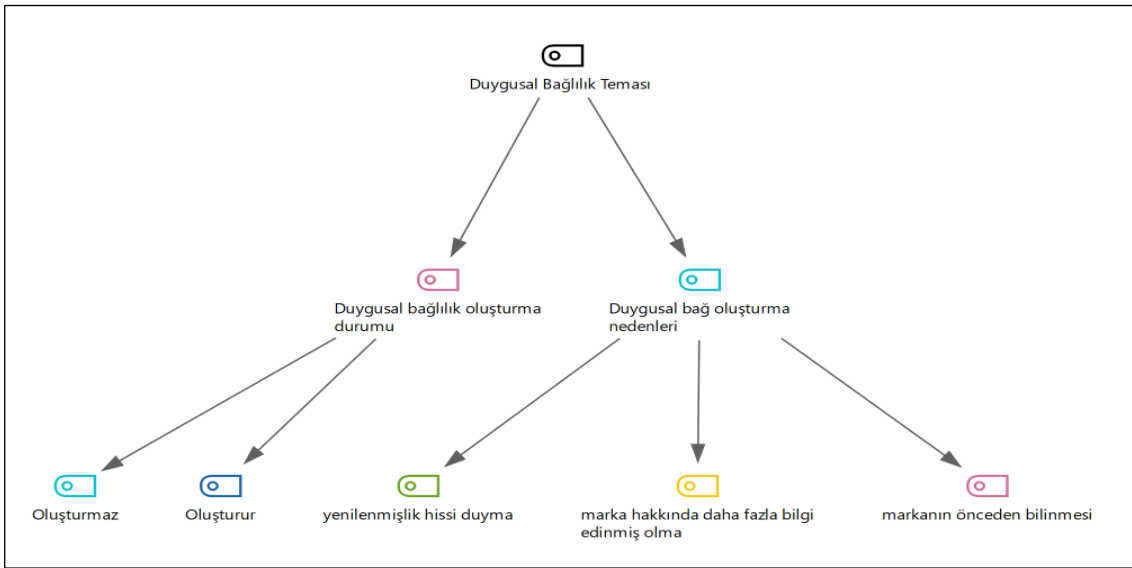 Duygusal Bağlılık Teması
Duygusal bağlılık oluşturma
durumu
Duygusal bağ oluşturma
nedenleri
Oluşturmaz
Oluşturur
yenilenmişlik hissi duyma
marka hakkında daha fazla bilgi
edinmiş olma
markanın önceden bilinmesi